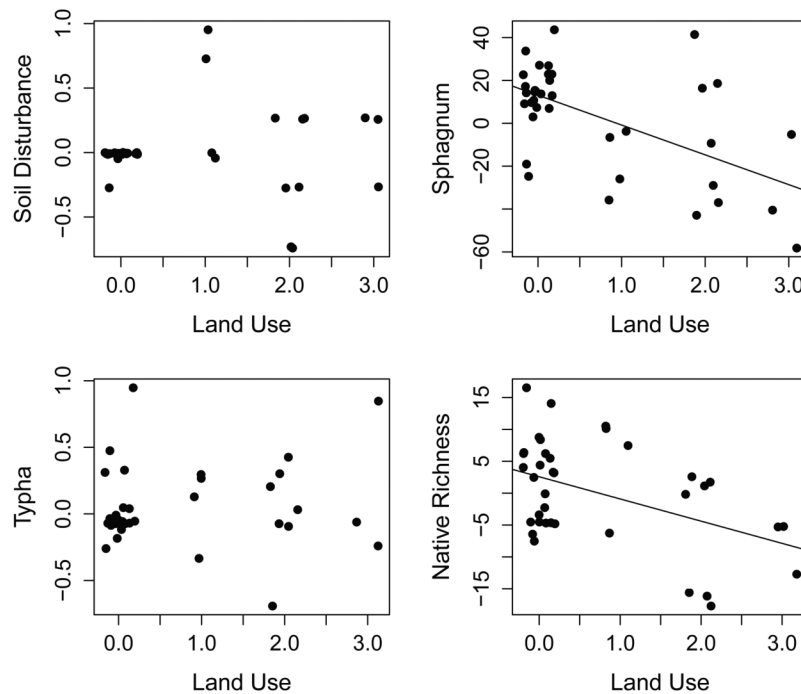 Soil Disturbance
1.0
0.5
0.0
−0.5
0.0 1.0 2.0 3.0
Land Use
Sphagnum
40
20
0
−20
−60
0.0 1.0 2.0 3.0
Land Use
Typha
1.0
0.5
0.0
−0.5
0.0 1.0 2.0 3.0
Land Use
Native Richness
15
5
−5
−15
0.0 1.0 2.0 3.0
Land Use